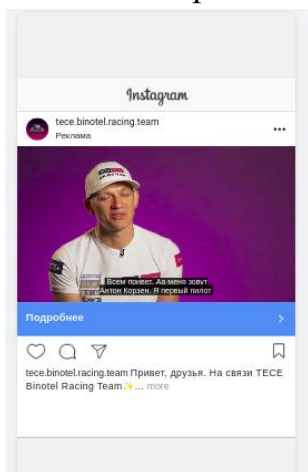 Instagram
tece.binotel.racing.team
Реклама
Всем привет. Аа меня зовут
Антон Корзен. Я первый пилот
Подробнее
tece.binotel.racing.team Привет, друзья. На связи TECE
Binotel Racing Team✨... more